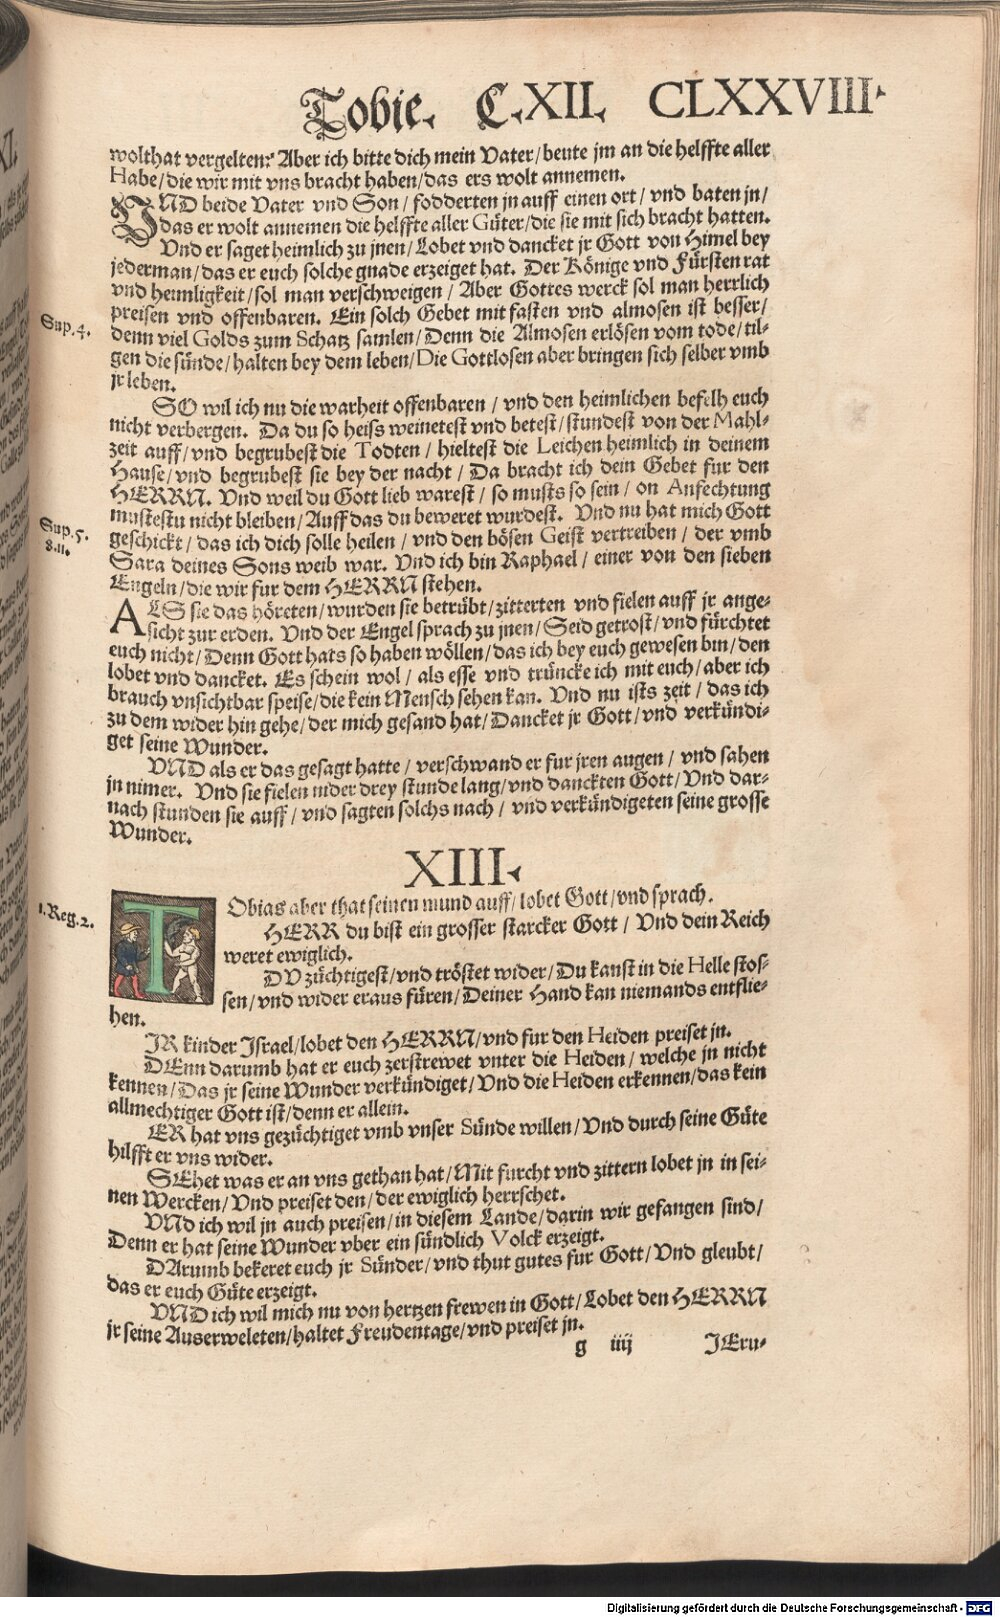 Tobie. C.XII. CLXXVIII.
wolthat vergelten? Aber ich bitte dich mein Vater/beute jm an die helffte aller
Habe/die wir mit vns bracht haben/das ers wolt annemen.
VND beide Vater vnd Son/fodderten jn auff einen ort/vnd baten jn/
das er wolt annemen die helffte aller Güter/die sie mit sich bracht hatten.
Vnd er saget heimlich zu jnen/Lobet vnd dancket jr Gott von Himel bey
jederman/das er euch solche gnade erzeiget hat. Der Könige vnd Fürsten rat
vnd heimligkeit/sol man verschweigen/Aber Gottes werck sol man herrlich
preisen vnd offenbaren. Ein solch Gebet mit fasten vnd almosen ist besser/
Sup.4.
denn viel Golds zum Schatz samlen/Denn die Almosen erlösen vom tode/til-
gen die sünde/halten bey dem leben/Die Gottlosen aber bringen sich selber vmb
jr leben.
SO wil ich nu die warheit offenbaren/vnd den heimlichen befelh euch
nicht verbergen. Da du so heiss weinetest vnd betest/stundest von der Mahl-
zeit auff/vnd begrubest die Todten/hieltest die Leichen heimlich in deinem
Hause/vnd begrubest sie bey der nacht/Da bracht ich dein Gebet fur den
HERRN. Vnd weil du Gott lieb warest/so musts so sein/on Anfechtung
mustestu nicht bleiben/Auff das du beweret wurdest. Vnd nu hat mich Gott
Sup.5.
8.11.
geschickt/das ich dich solle heilen/vnd den bösen Geist vertreiben/der vmb
Sara deines Sons weib war. Vnd ich bin Raphael/einer von den sieben
Engeln/die wir fur dem HERRN stehen.
ALS sie das höreten/wurden sie betrübt/zitterten vnd fielen auff jr ange-
sicht zur erden. Vnd der Engel sprach zu jnen/Seid getrost/vnd fürchtet
euch nicht/Denn Gott hats so haben wöllen/das ich bey euch gewesen bin/den
lobet vnd dancket. Es schein wol/als esse vnd trüncke ich mit euch/aber ich
brauch vnsichtbar speise/die kein Mensch sehen kan. Vnd nu ists zeit/das ich
zu dem wider hin gehe/der mich gesand hat/Dancket jr Gott/vnd verkündi-
get seine Wunder.
VND als er das gesagt hatte/verschwand er fur jren augen/vnd sahen
jn nimer. Vnd sie fielen nider drey stunde lang/vnd danckten Gott/Vnd dar-
nach stunden sie auff/vnd sagten solchs nach/vnd verkündigeten seine grosse
Wunder.
XIII.
1.Reg.2.
TObias aber that seinen mund auff/lobet Gott/vnd sprach.
HERR du bist ein grosser starcker Gott/Vnd dein Reich
weret ewiglich.
DV züchtigest/vnd tröstet wider/Du kanst in die Helle stos-
sen/vnd wider eraus füren/Deiner Hand kan niemands entflie-
hen.
JR kinder Jsrael/lobet den HERRN/vnd fur den Heiden preiset jn.
DEnn darumb hat er euch zerstrewet vnter die Heiden/welche jn nicht
kennen/Das jr seine Wunder verkündiget/Vnd die Heiden erkennen/das kein
allmechtiger Gott ist/denn er allein.
ER hat vns gezüchtiget vmb vnser Sünde willen/Vnd durch seine Güte
hilfft er vns wider.
SEhet was er an vns gethan hat/Mit furcht vnd zittern lobet jn in sei-
nen Wercken/Vnd preiset den/der ewiglich herrschet.
VNd ich wil jn auch preisen/in diesem Lande/darin wir gefangen sind/
Denn er hat seine Wunder vber ein sündlich Volck erzeigt.
DArumb bekeret euch jr Sünder/vnd thut gutes fur Gott/Vnd gleubt/
das er euch Güte erzeigt.
VND ich wil mich nu von hertzen frewen in Gott/Lobet den HERRN
jr seine Auserweleten/haltet Freudentage/vnd preiset jn.
g iiij JEru-
Digitalisierung gefördert durch die Deutsche Forschungsgemeinschaft - DFG